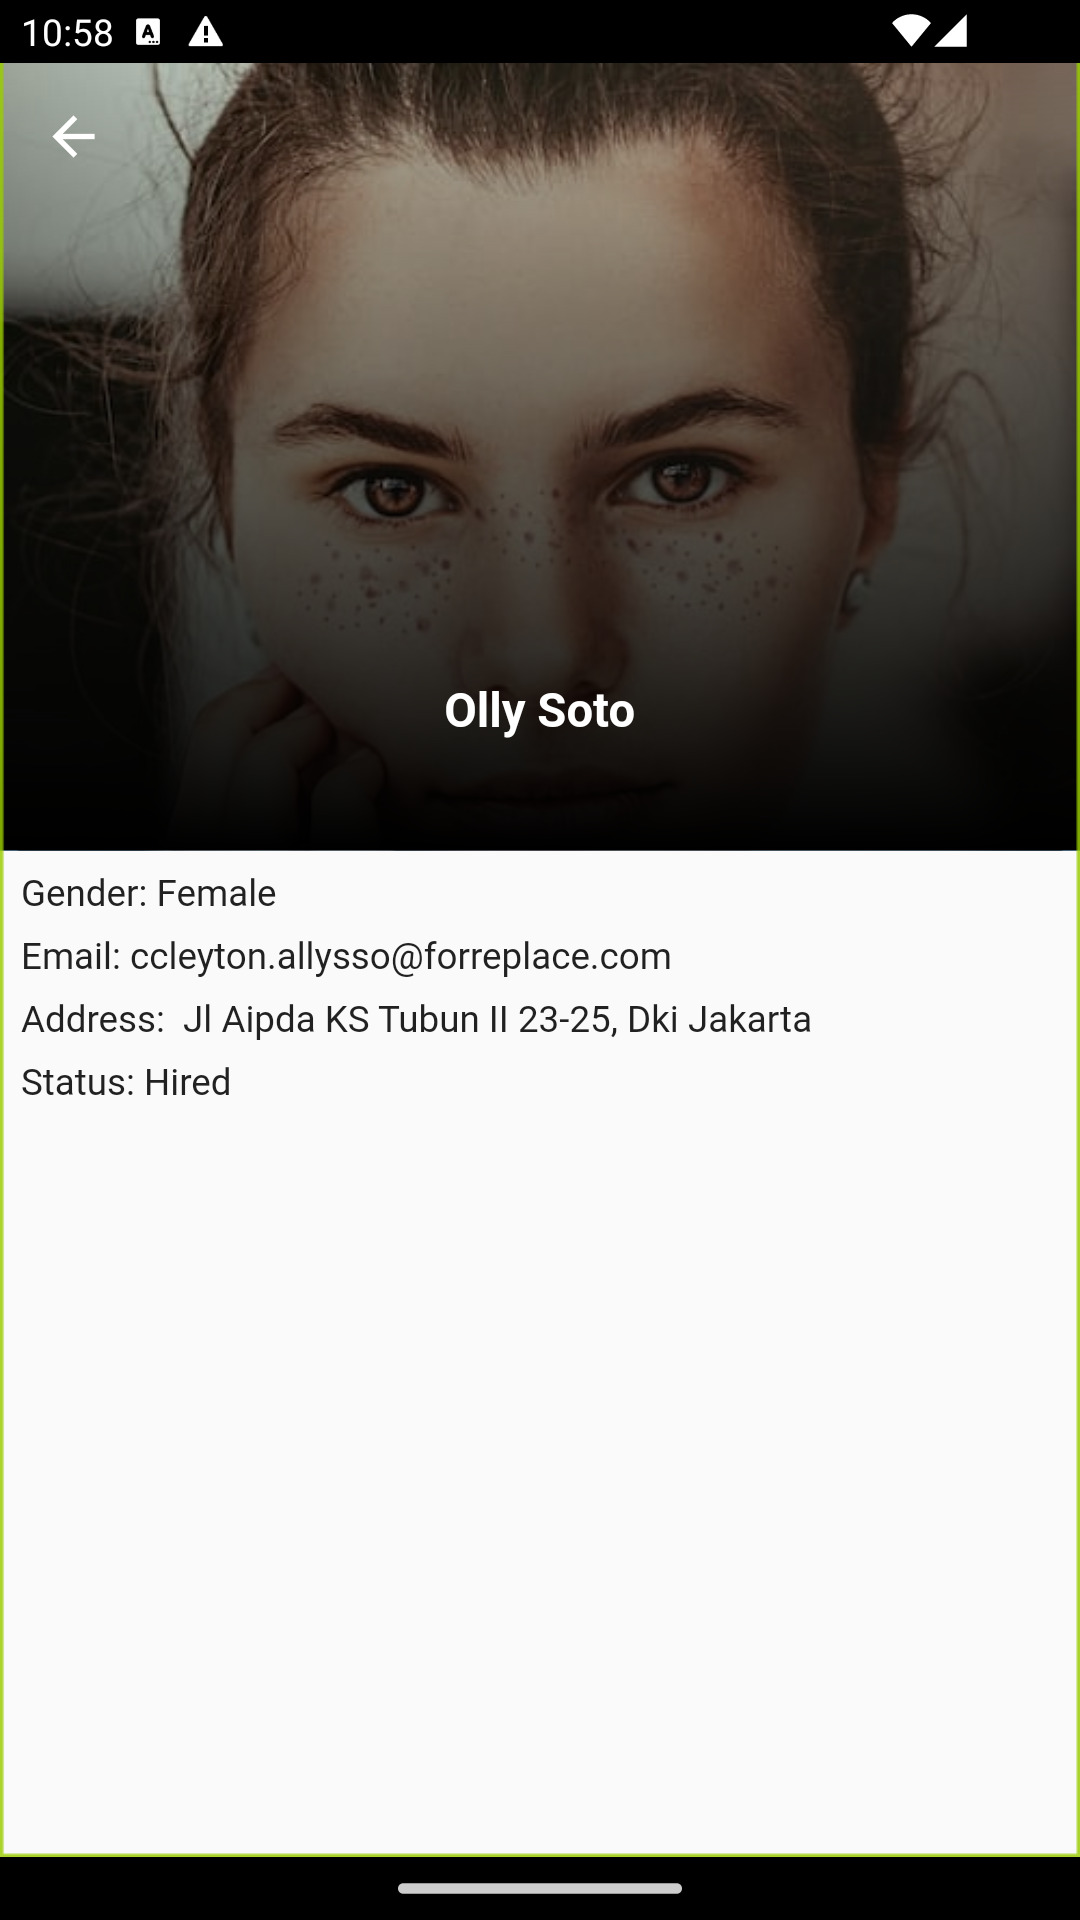 10:58
Olly Soto
Gender: Female
Email: ccleyton.allysso@forreplace.com
Address:  Jl Aipda KS Tubun II 23-25, Dki Jakarta
Status: Hired